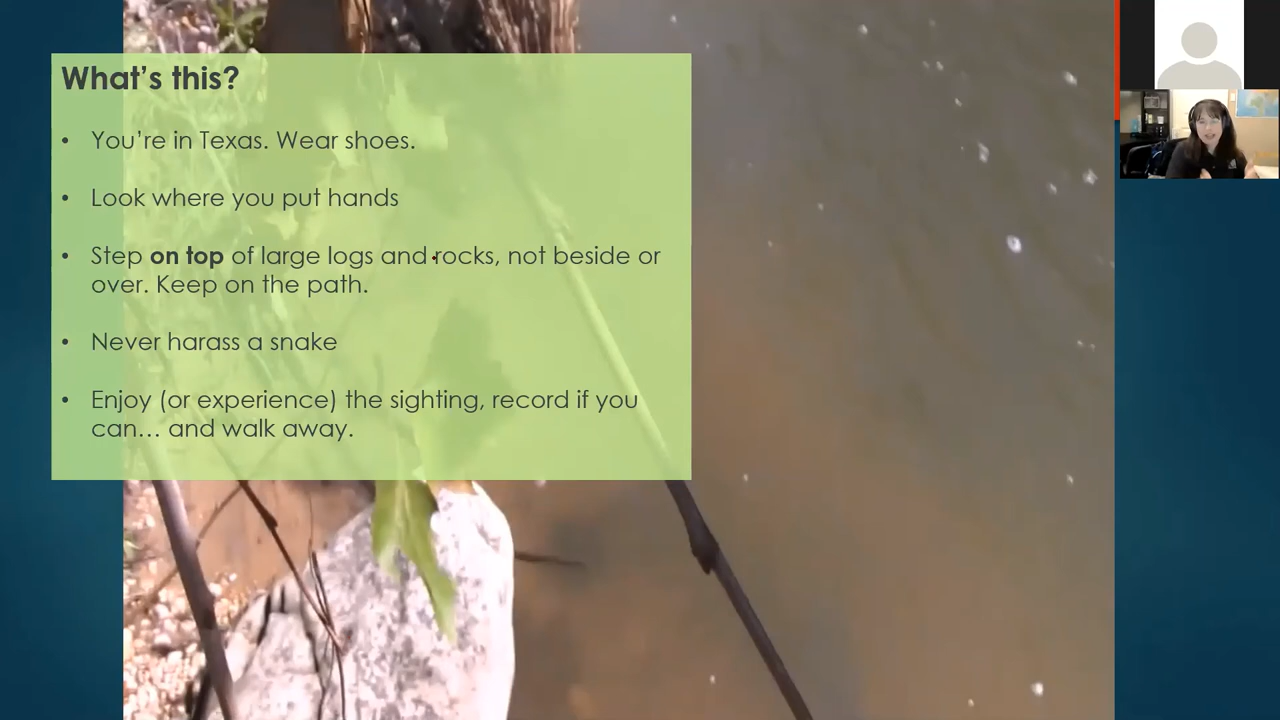 What's this?
• You're in Texas. Wear shoes.
• Look where you put hands
• Step on top of large logs and rocks, not beside or
over. Keep on the path.
• Never harass a snake
• Enjoy (or experience) the sighting, record if you
can… and walk away.